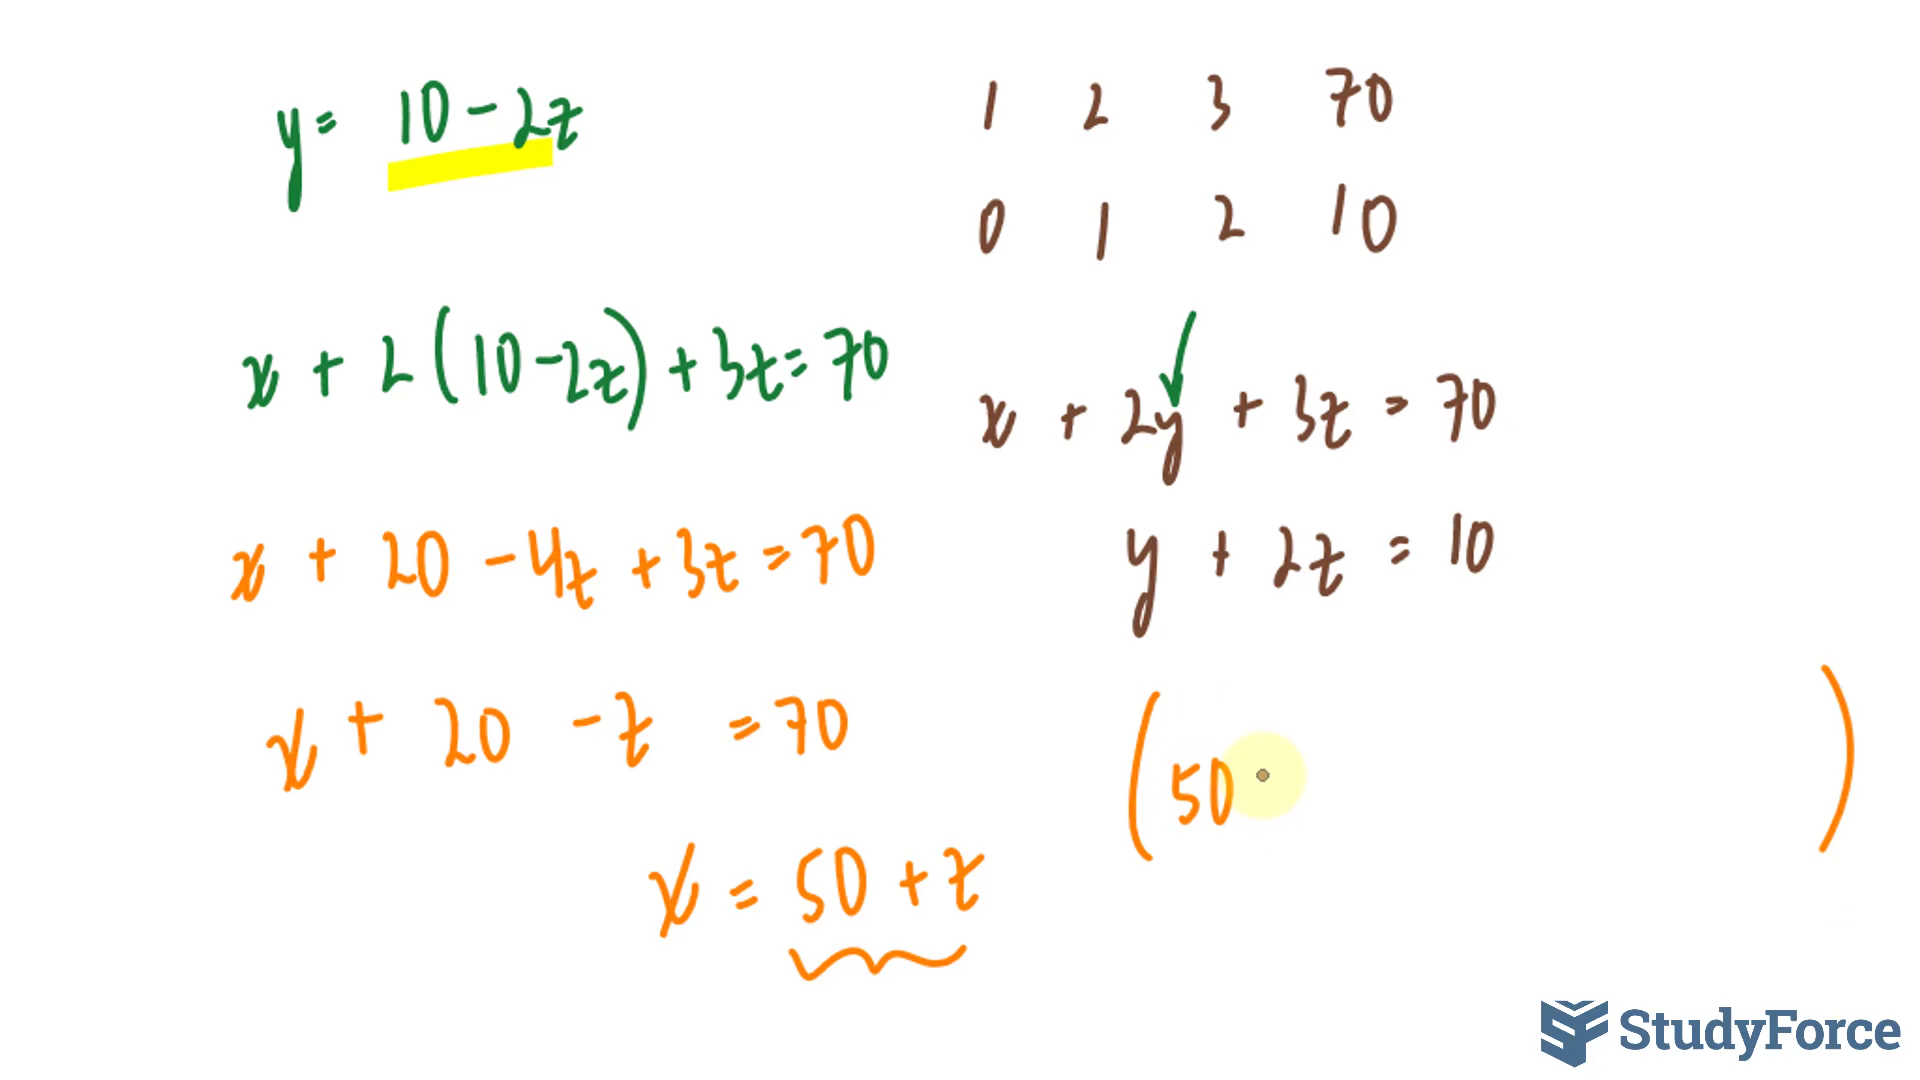 y = 10 - 2z
x + 2(10 - 2z) + 3z = 70
x + 20 - 4z + 3z = 70
x + 20 - z = 70
x = 50 + z
1 2 3 70
0 1 2 10
x + 2y + 3z = 70
y + 2z = 10
(50 )
StudyForce